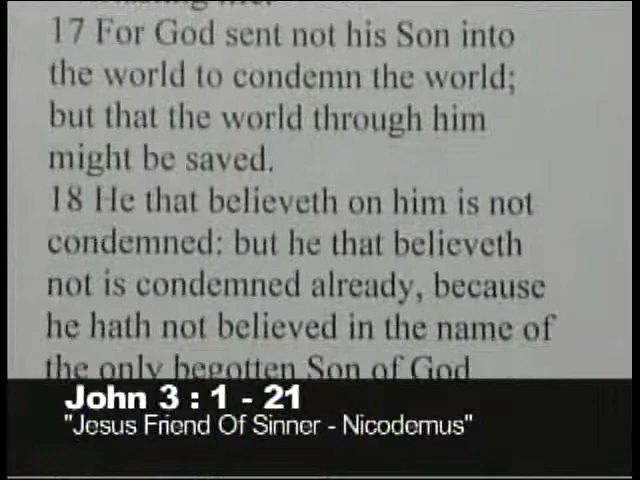 17 For God sent not his Son into
the world to condemn the world;
but that the world through him
might be saved.
18 He that believeth on him is not
condemned: but he that believeth
not is condemned already, because
he hath not believed in the name of
the only begotten Son of God
John 3 : 1 - 21
"Jesus Friend Of Sinner - Nicodemus"